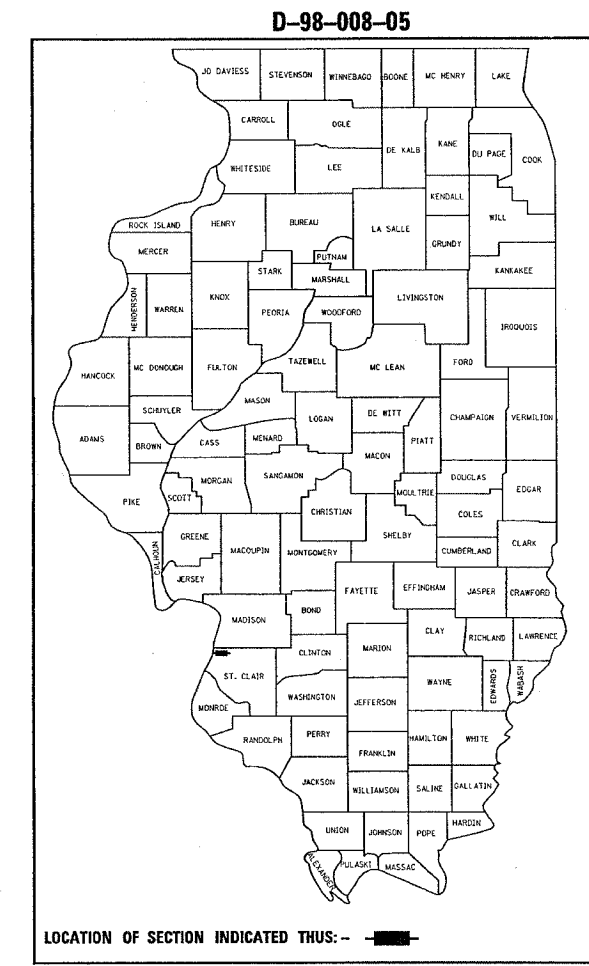 D-98-008-05
JO DAVIESS STEVENSON WINNEBAGO BOONE MC HENRY LAKE
CARROLL OGLE DE KALB KANE DU PAGE COOK
WHITESIDE LEE
KENDALL WILL
ROCK ISLAND HENRY BUREAU LA SALLE GRUNDY
MERCER PUTNAM KANKAKEE
STARK MARSHALL
HENDERSON WARREN KNOX PEORIA WOODFORD LIVINGSTON IROQUOIS
HANCOCK MC DONOUGH FULTON TAZEWELL MC LEAN FORD
SCHUYLER MASON LOGAN DE WITT CHAMPAIGN VERMILION
ADAMS BROWN CASS MENARD MACON PIATT
PIKE SCOTT MORGAN SANGAMON MOULTRIE DOUGLAS EDGAR
CHRISTIAN COLES
CALHOUN GREENE MACOUPIN MONTGOMERY SHELBY CUMBERLAND CLARK
JERSEY FAYETTE EFFINGHAM JASPER CRAWFORD
MADISON BOND CLAY RICHLAND LAWRENCE
CLINTON MARION
ST. CLAIR WAYNE EDWARDS WABASH
MONROE WASHINGTON JEFFERSON
RANDOLPH PERRY FRANKLIN HAMILTON WHITE
JACKSON WILLIAMSON SALINE GALLATIN
UNION JOHNSON POPE HARDIN
ALEXANDER PULASKI MASSAC
LOCATION OF SECTION INDICATED THUS: -